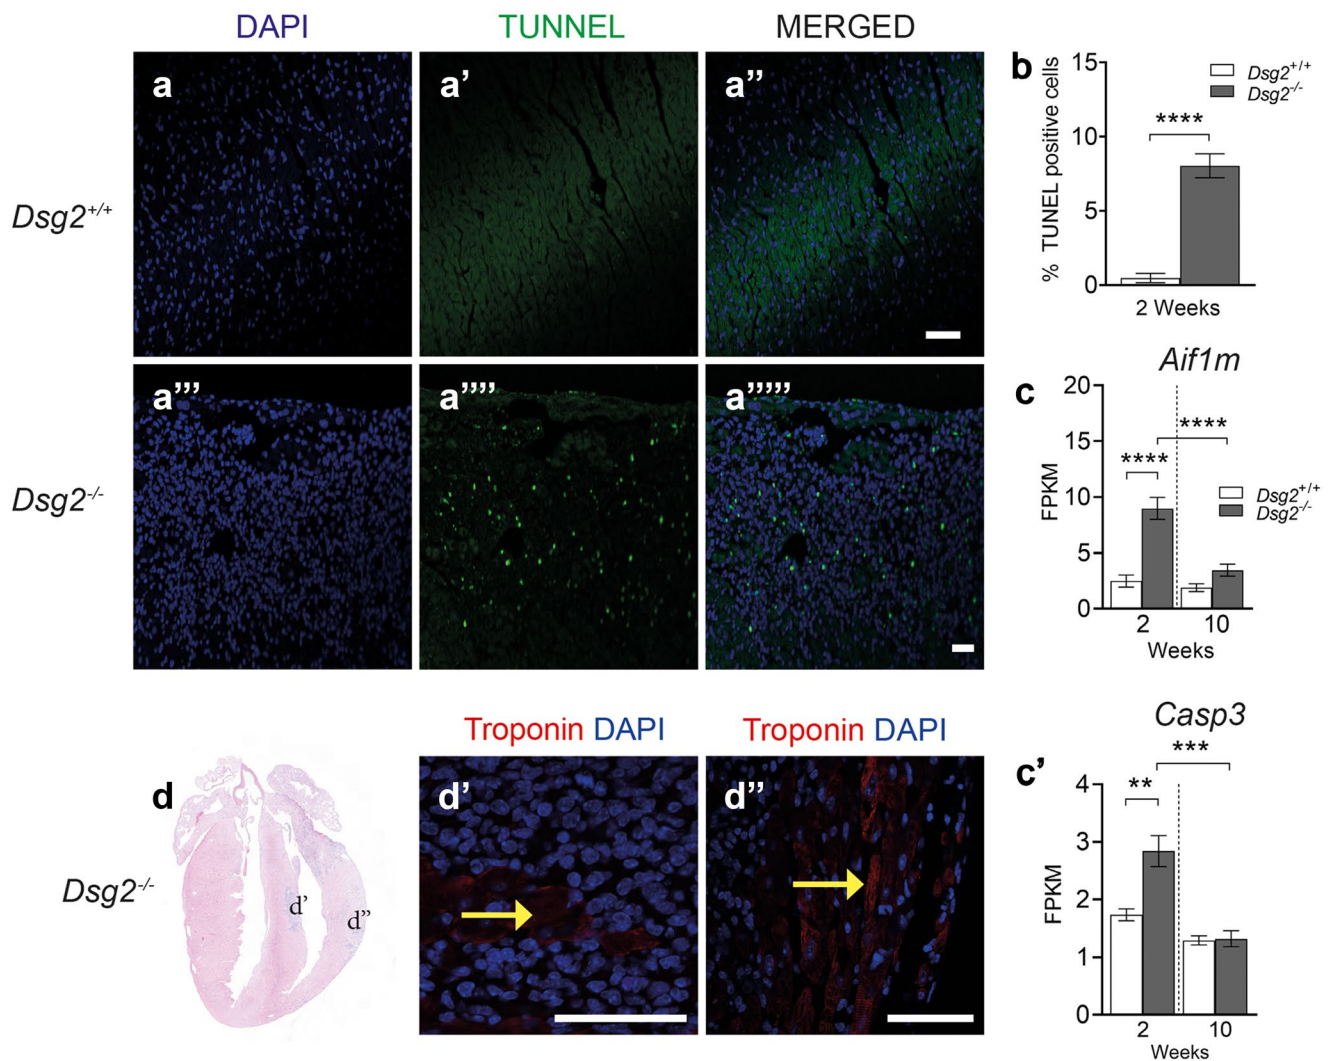 DAPI TUNNEL MERGED
a a’ a’’
Dsg2+/+
a’’’ a’’’’ a’’’’’
Dsg2-/-
b
% TUNEL positive cells
15
10
5
0
****
Dsg2+/+
Dsg2-/-
2 Weeks
c
Aif1m
FPKM
20
15
10
5
0
**** ****
Dsg2+/+
Dsg2-/-
2 10
Weeks
d
Dsg2-/-
d' d"
Troponin DAPI
d’
Troponin DAPI
d’’
c’
Casp3
FPKM
4
3
2
1
0
** ***
2 10
Weeks